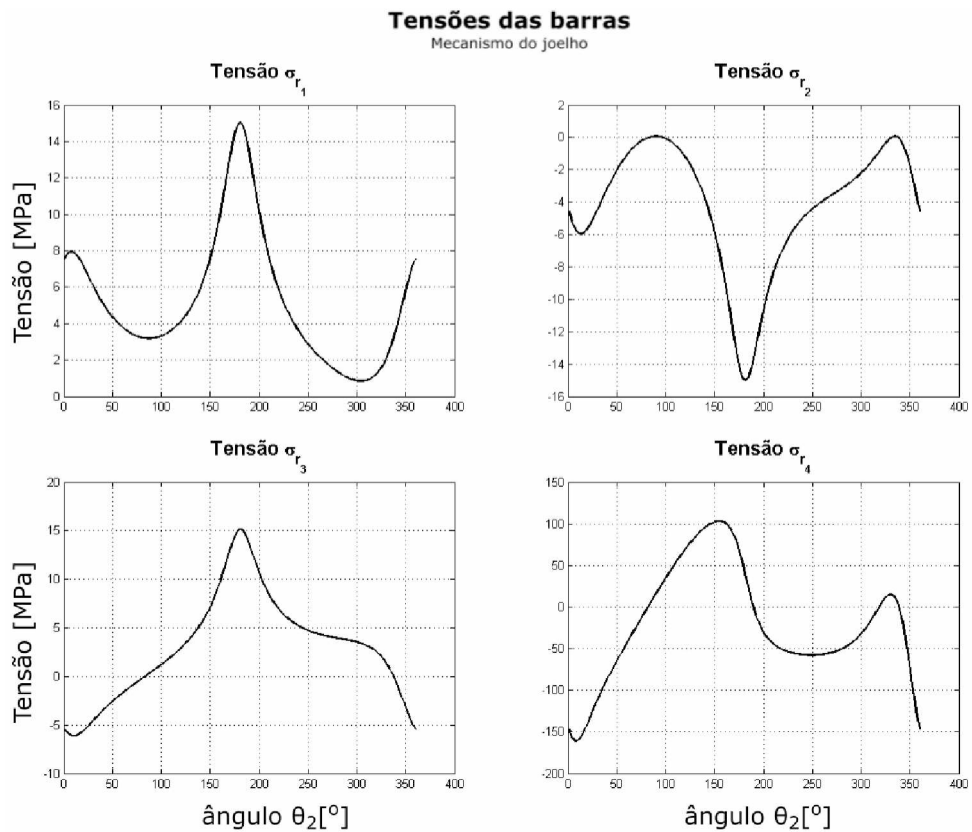 Tensões das barras
Mecanismo do joelho
Tensão σr1
Tensão [MPa]
16
14
12
10
8
6
4
2
0
0 50 100 150 200 250 300 350 400
Tensão σr2
2
0
-2
-4
-6
-8
-10
-12
-14
-16
0 50 100 150 200 250 300 350 400
Tensão σr3
Tensão [MPa]
20
15
10
5
0
-5
-10
0 50 100 150 200 250 300 350 400
ângulo θ2[º]
Tensão σr4
150
100
50
0
-50
-100
-150
-200
0 50 100 150 200 250 300 350 400
ângulo θ2[º]